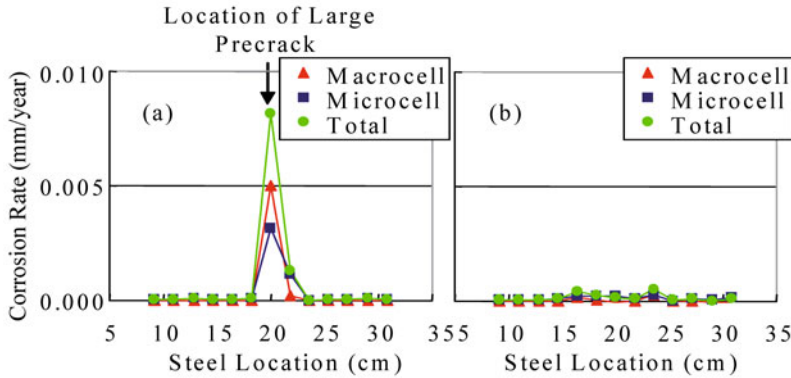 Location of Large
Precrack
Corrosion Rate (mm/year)
0.010
0.005
0.000
(a)
Macrocell
Microcell
Total
5 10 15 20 25 30 35
Steel Location (cm)
(b)
Macrocell
Microcell
Total
5 10 15 20 25 30 35
Steel Location (cm)